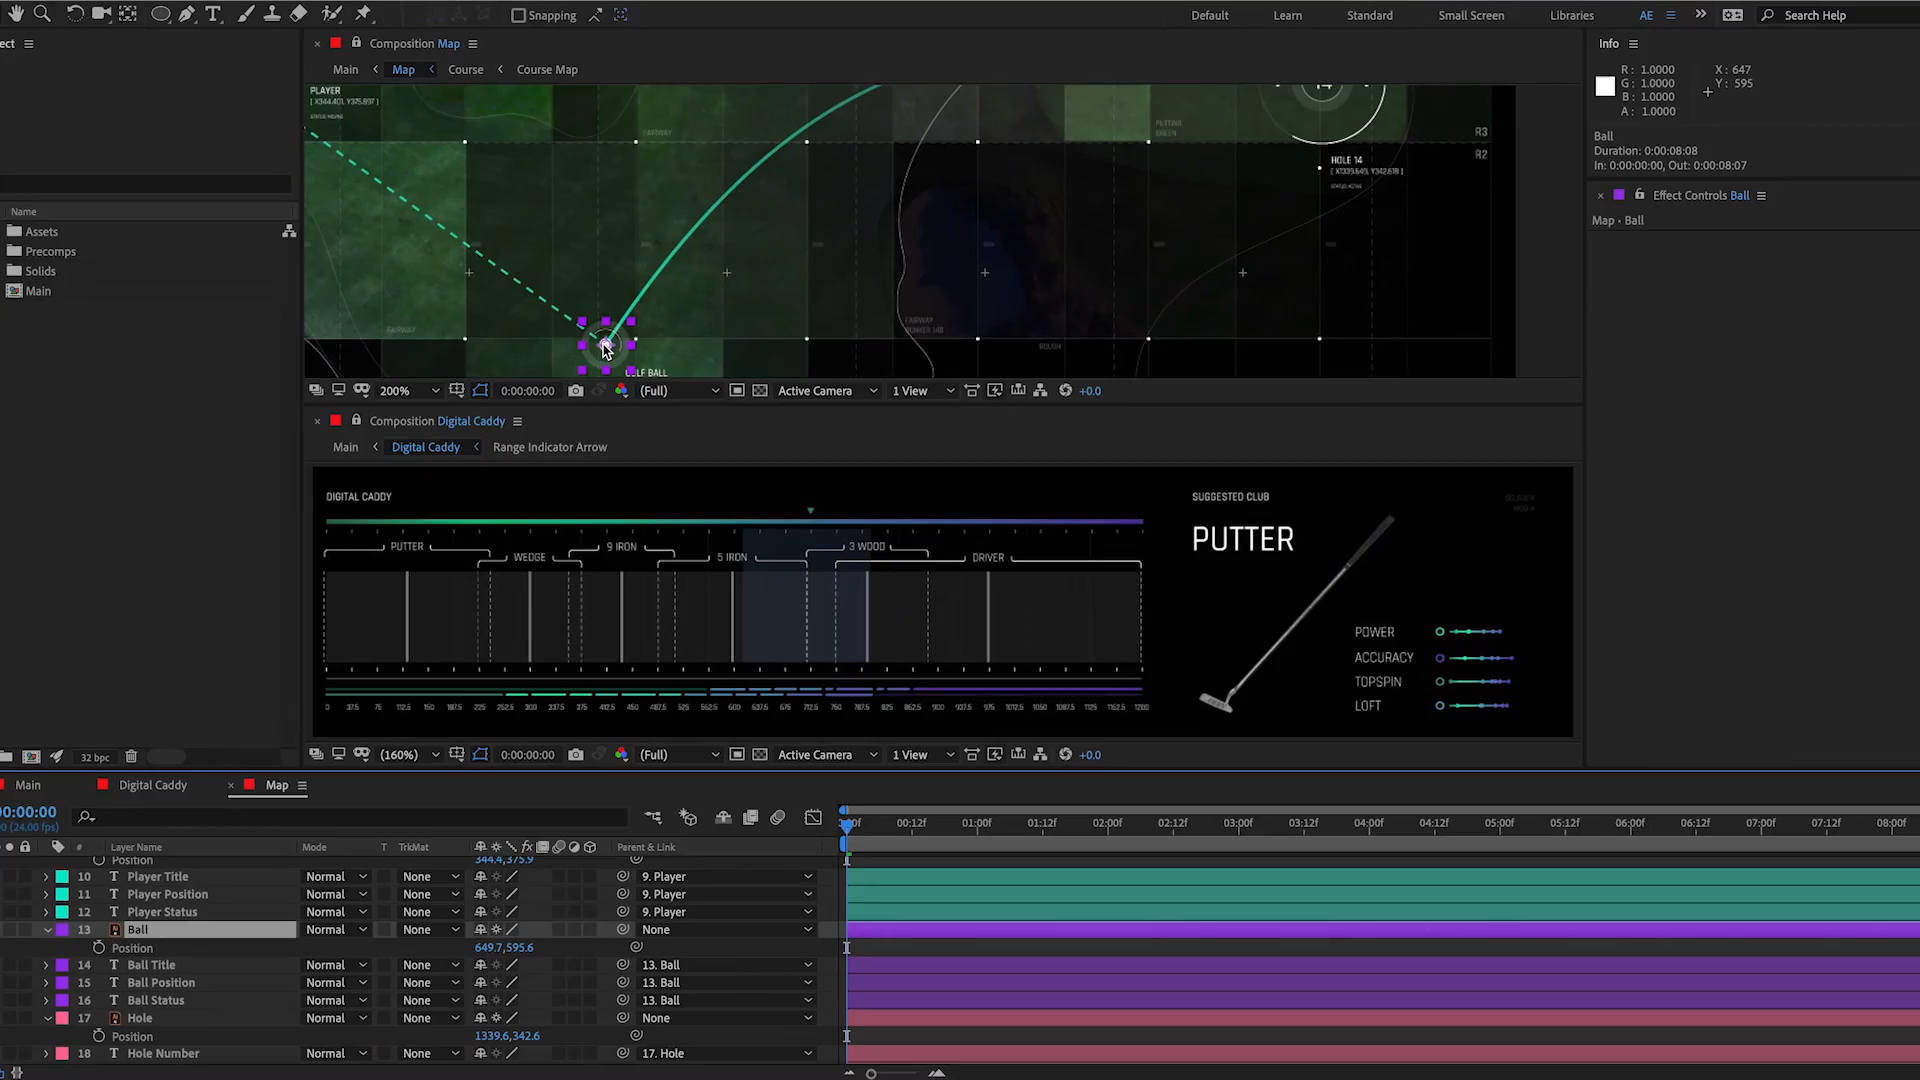 Snapping
Default
Learn
Standard
Small Screen
Libraries
AE
Search Help
ect
Composition Map
Main
Map
Course
Course Map
PLAYER
[ X344.401, Y375.897 ]
FAIRWAY
PUTTING
GREEN
14
R3
R2
HOLE 14
[ X1339.649, Y342.618 ]
STATUS: ACTIVE
FAIRWAY
FAIRWAY
BUNKER 14B
ROUGH
GOLF BALL
200%
0:00:00:00
(Full)
Active Camera
1 View
+0.0
Info
R: 1.0000
G: 1.0000
B: 1.0000
A: 1.0000
X: 647
Y: 595
Ball
Duration: 0:00:08:08
In: 0:00:00:00, Out: 0:00:08:07
Effect Controls Ball
Map • Ball
Name
Assets
Precomps
Solids
Main
32 bpc
Composition Digital Caddy
Main
Digital Caddy
Range Indicator Arrow
DIGITAL CADDY
PUTTER
WEDGE
9 IRON
5 IRON
3 WOOD
DRIVER
0 37.5 75 112.5 150 187.5 225 262.5 300 337.5 375 412.5 450 487.5 525 562.5 600 637.5 675 712.5 750 787.5 825 862.5 900 937.5 975 1012.5 1050 1087.5 1125 1162.5 1200
SUGGESTED CLUB
PUTTER
POWER
ACCURACY
TOPSPIN
LOFT
(160%)
0:00:00:00
(Full)
Active Camera
1 View
+0.0
Main
Digital Caddy
Map
00:00:00
(24.00 fps)
00:12f 01:00f 01:12f 02:00f 02:12f 03:00f 03:12f 04:00f 04:12f 05:00f 05:12f 06:00f 06:12f 07:00f 07:12f 08:00f
# Layer Name Mode T TrkMat Parent & Link
Position 344.4,375.9
10 T Player Title Normal None 9. Player
11 T Player Position Normal None 9. Player
12 T Player Status Normal None 9. Player
13 Ball Normal None None
Position 649.7,595.6
14 T Ball Title Normal None 13. Ball
15 T Ball Position Normal None 13. Ball
16 T Ball Status Normal None 13. Ball
17 Hole Normal None None
Position 1339.6,342.6
18 T Hole Number Normal None 17. Hole